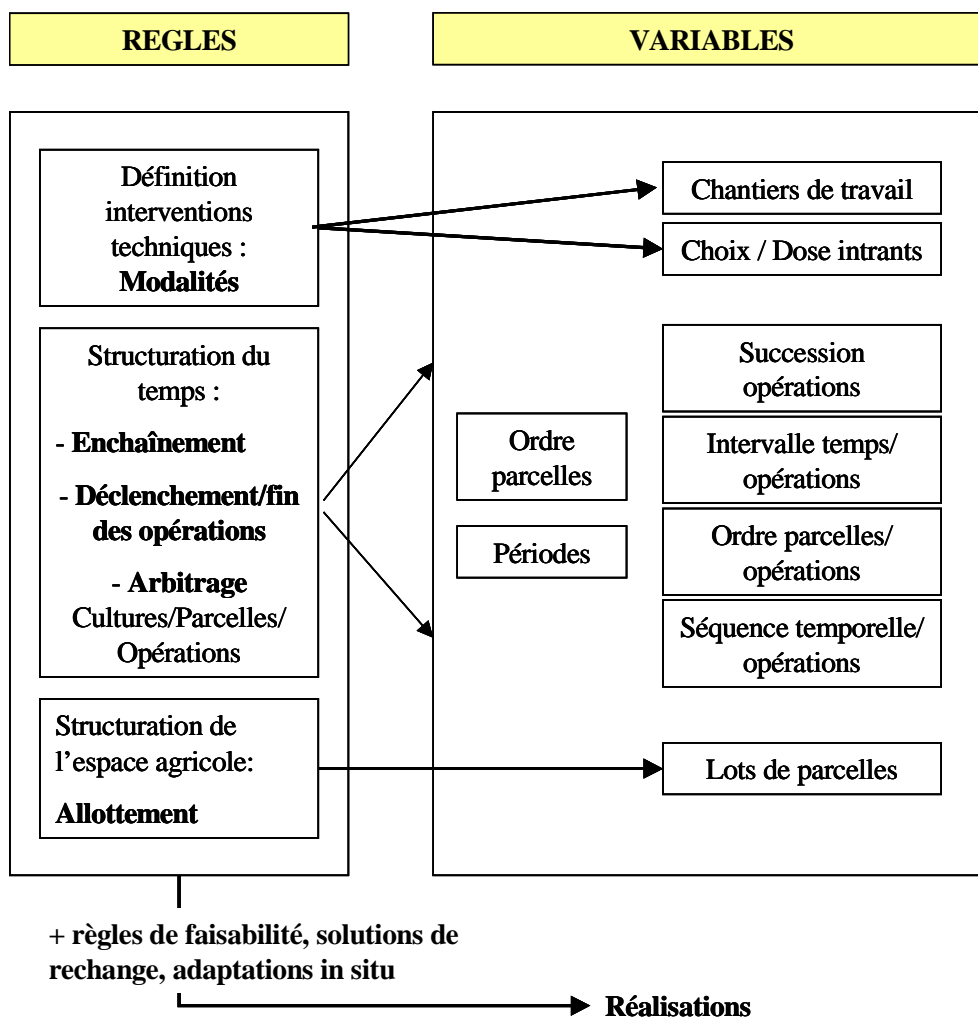 REGLES
VARIABLES
Définition
interventions
techniques :
Modalités
Structuration du
temps :
- Enchaînement
- Déclenchement/fin
des opérations
- Arbitrage
Cultures/Parcelles/
Opérations
Structuration de
l’espace agricole:
Allottement
Chantiers de travail
Choix / Dose intrants
Ordre
parcelles
Périodes
Succession
opérations
Intervalle temps/
opérations
Ordre parcelles/
opérations
Séquence temporelle/
opérations
Lots de parcelles
+ règles de faisabilité, solutions de
rechange, adaptations in situ
Réalisations